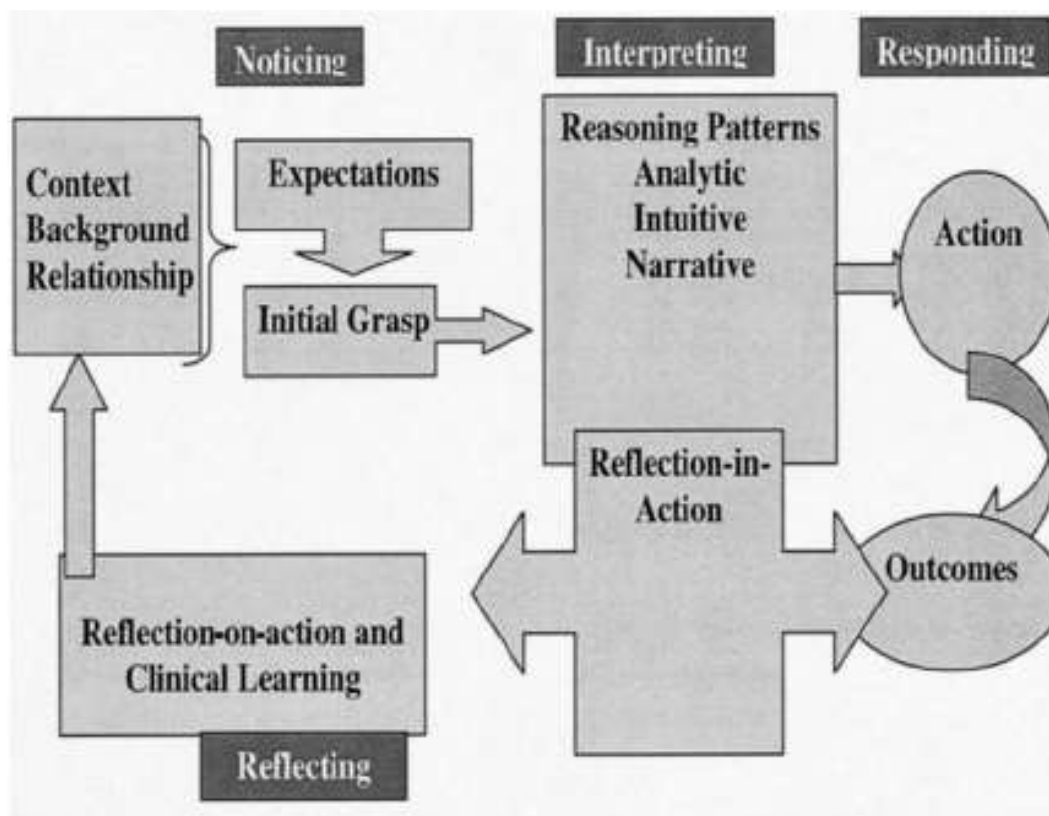 Noticing
Interpreting
Responding
Context
Background
Relationship
Expectations
Initial Grasp
Reasoning Patterns
Analytic
Intuitive
Narrative
Action
Reflection-in-
Action
Outcomes
Reflection-on-action and
Clinical Learning
Reflecting